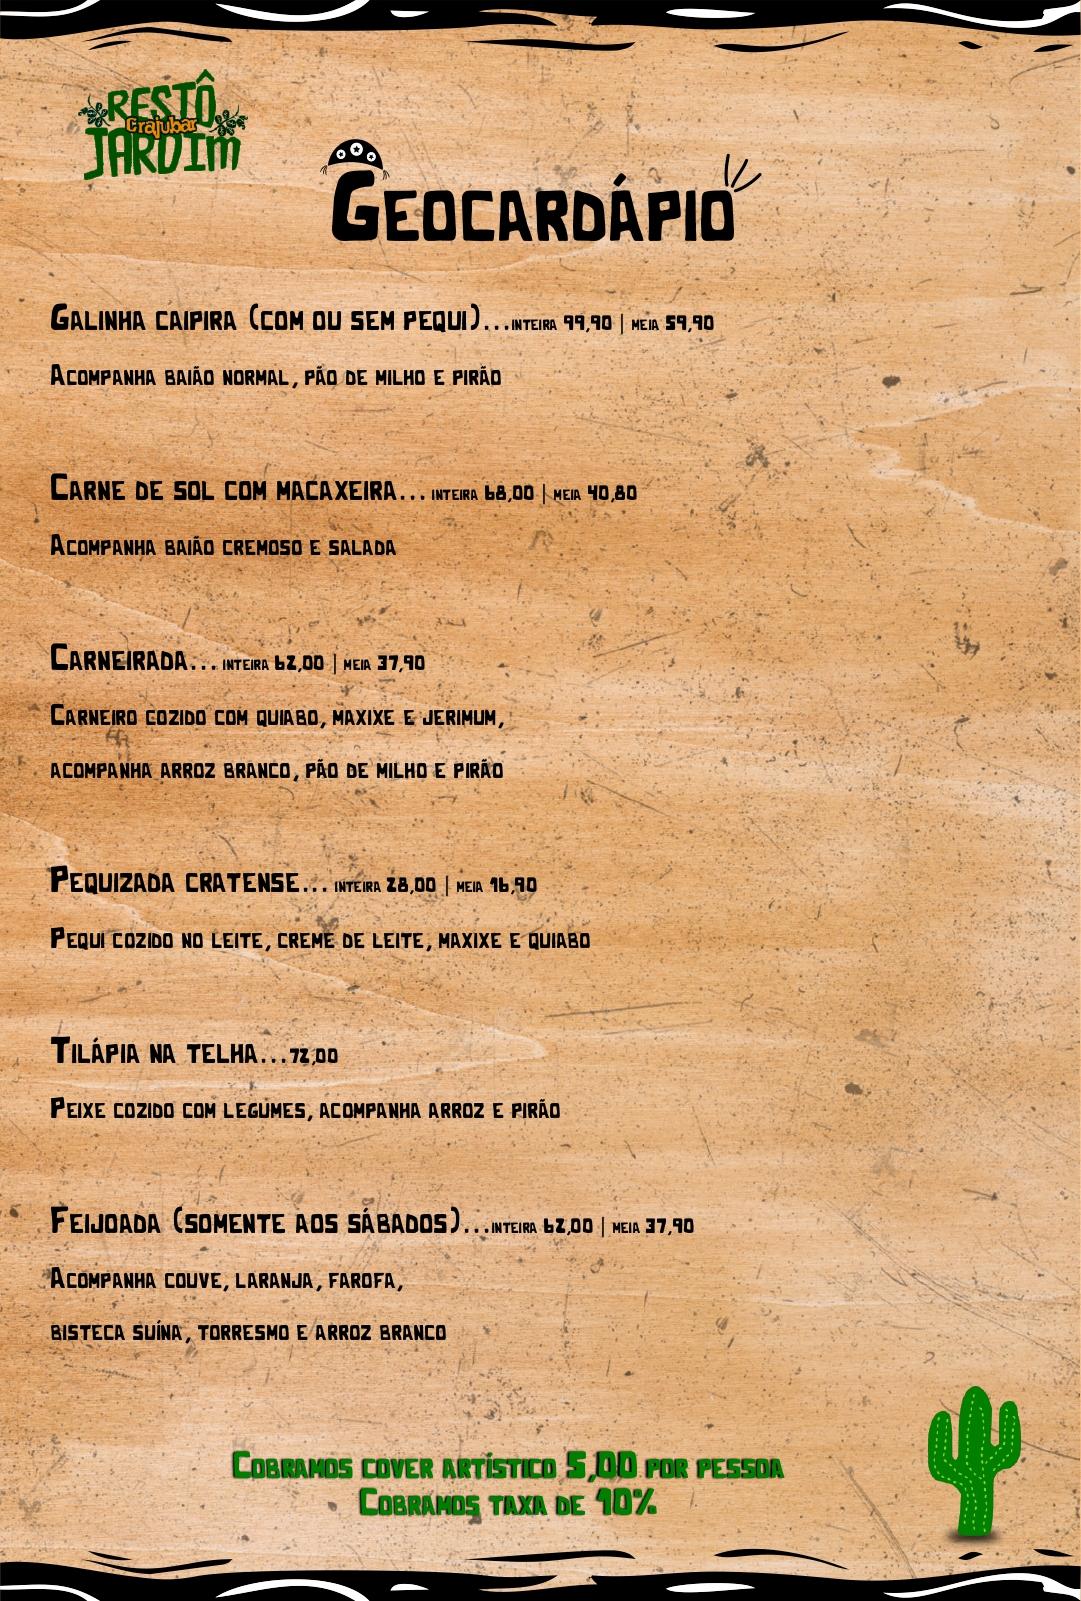 RESTÔ
Crajubar
JARDIM
GEOCARDÁPIO
GALINHA CAIPIRA (COM OU SEM PEQUI)...INTEIRA 99,90 | MEIA 59,90
ACOMPANHA BAIÃO NORMAL, PÃO DE MILHO E PIRÃO
CARNE DE SOL COM MACAXEIRA... INTEIRA 68,00 | MEIA 40,80
ACOMPANHA BAIÃO CREMOSO E SALADA
CARNEIRADA... INTEIRA 62,00 | MEIA 37,90
CARNEIRO COZIDO COM QUIABO, MAXIXE E JERIMUM,
ACOMPANHA ARROZ BRANCO, PÃO DE MILHO E PIRÃO
PEQUIZADA CRATENSE... INTEIRA 28,00 | MEIA 16,90
PEQUI COZIDO NO LEITE, CREME DE LEITE, MAXIXE E QUIABO
TILÁPIA NA TELHA...72,00
PEIXE COZIDO COM LEGUMES, ACOMPANHA ARROZ E PIRÃO
FEIJOADA (SOMENTE AOS SÁBADOS)...INTEIRA 62,00 | MEIA 37,90
ACOMPANHA COUVE, LARANJA, FAROFA,
BISTECA SUÍNA, TORRESMO E ARROZ BRANCO
COBRAMOS COVER ARTÍSTICO 5,00 POR PESSOA
COBRAMOS TAXA DE 10%